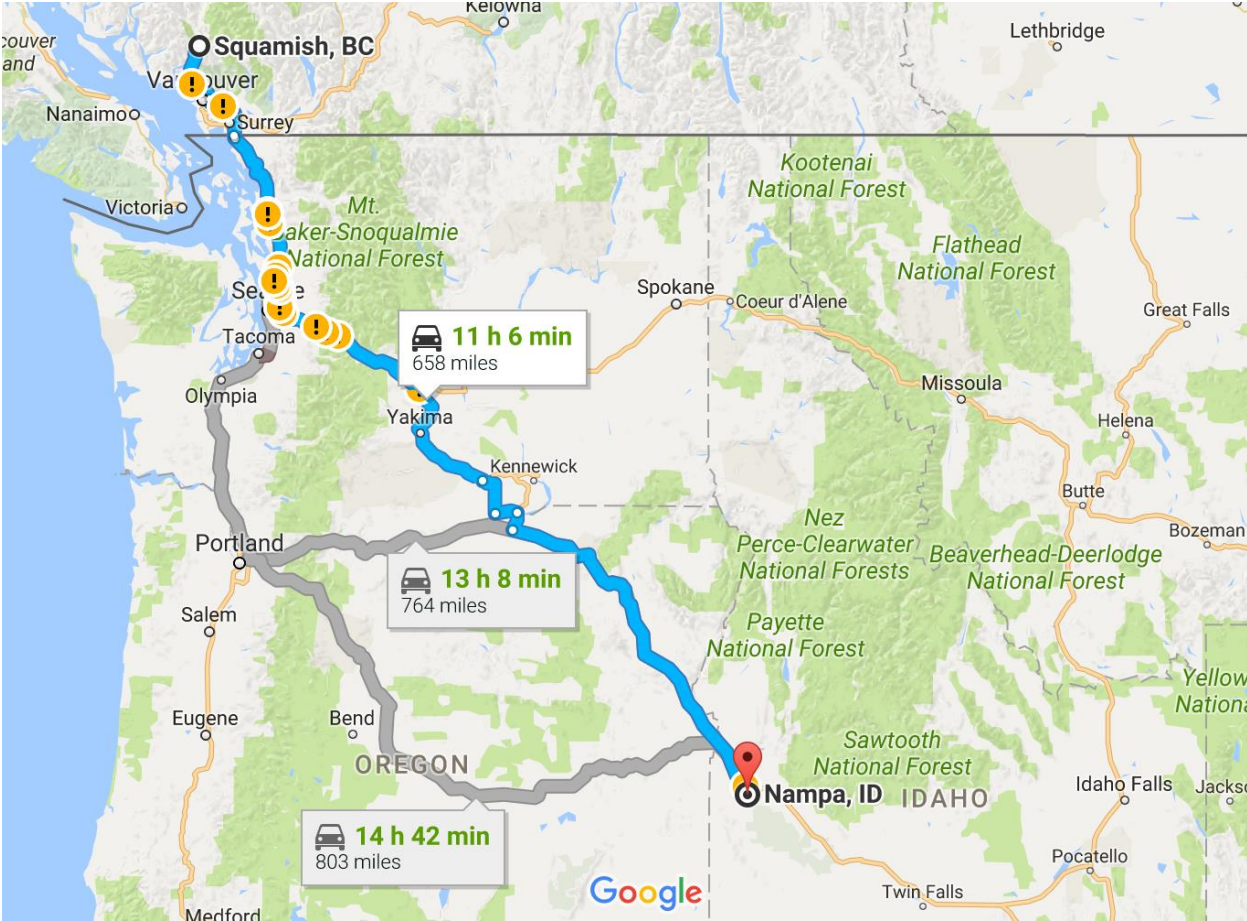 Kelowna
couver
and
Squamish, BC
Lethbridge
Vancouver
Nanaimo
Surrey
Kootenai
National Forest
Victoria
Mt.
aker-Snoqualmie
National Forest
Flathead
National Forest
Spokane
Coeur d'Alene
Great Falls
Tacoma
11 h 6 min
658 miles
Olympia
Yakima
Missoula
Helena
Kennewick
Butte
Nez
Perce-Clearwater
National Forests
Bozeman
Portland
Beaverhead-Deerlodge
National Forest
13 h 8 min
764 miles
Salem
Payette
National Forest
Yellow
Nationa
Eugene
Bend
OREGON
Sawtooth
National Forest
Nampa, ID
IDAHO
Idaho Falls
Jackso
14 h 42 min
803 miles
Pocatello
Google
Twin Falls
Medford